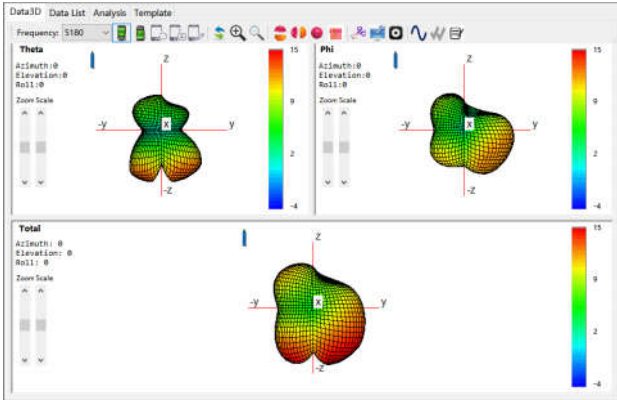 Data3D Data List Analysis Template
Frequency: 5180
Theta
Azimuth:0
Elevation:0
Roll:0
Zoom Scale
z
-y x y
-z
15
9
2
-4
Phi
Azimuth:0
Elevation:0
Roll:0
Zoom Scale
z
-y x y
-z
15
9
2
-4
Total
Azimuth: 0
Elevation: 0
Roll: 0
Zoom Scale
z
-y x y
-z
15
9
2
-4